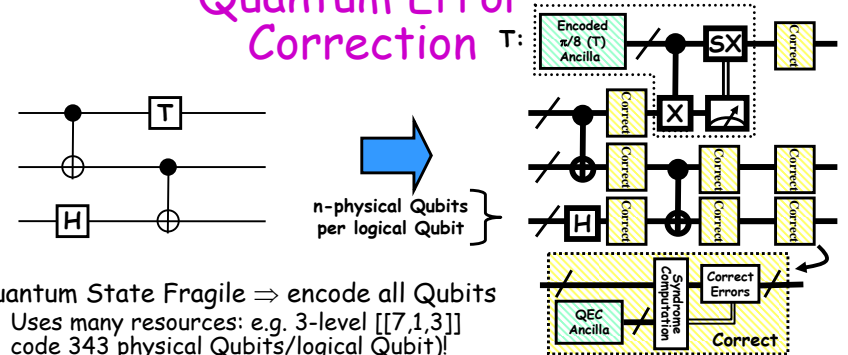 Quantum Error
Correction
T:
Encoded
π/8 (T)
Ancilla
SX
Correct
T
H
n-physical Qubits
per logical Qubit
Correct
X
Correct
Correct
Correct
H
Correct
Correct
Correct
uantum State Fragile ⇒ encode all Qubits
Uses many resources: e.g. 3-level [[7,1,3]]
code 343 physical Qubits/logical Qubit)!
QEC
Ancilla
Syndrome
Computation
Correct
Errors
Correct